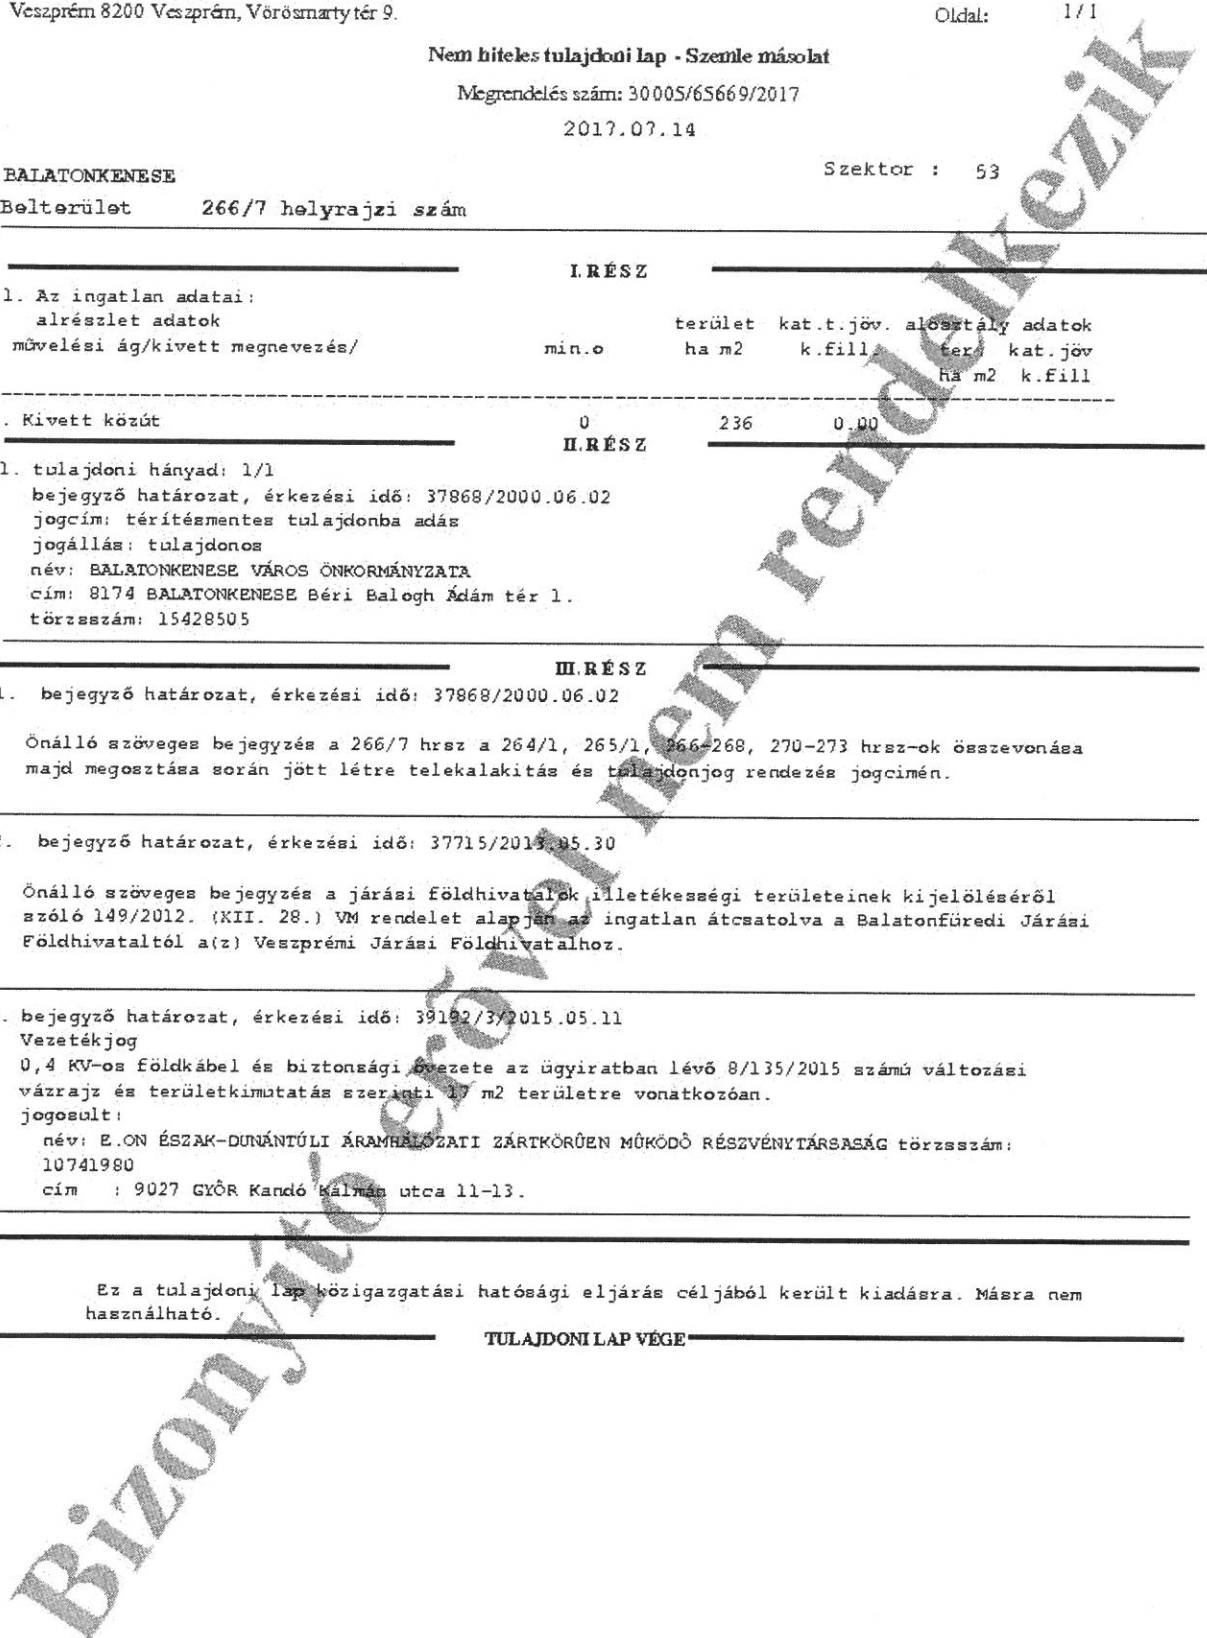 Veszprém 8200 Veszprém, Vörösmarty tér 9.
Oldal: 1 / 1
Nem hiteles tulajdoni lap - Szemle másolat
Megrendelés szám: 30005/65669/2017
2017.07.14
BALATONKENESE
Szektor : 53
Belterület 266/7 helyrajzi szám
I. RÉSZ
1. Az ingatlan adatai:
alrészlet adatok
terület kat.t.jöv. alosztály adatok
művelési ág/kivett megnevezés/ min.o ha m2 k.fill. ter. kat.jöv
ha m2 k.fill
. Kivett közút 0 236 0.00
II. RÉSZ
1. tulajdoni hányad: 1/1
bejegyző határozat, érkezési idő: 37868/2000.06.02
jogcím: térítésmentes tulajdonba adás
jogállás: tulajdonos
név: BALATONKENESE VÁROS ÖNKORMÁNYZATA
cím: 8174 BALATONKENESE Béri Balogh Ádám tér 1.
törzsszám: 15428505
III. RÉSZ
1. bejegyző határozat, érkezési idő: 37868/2000.06.02
Önálló szöveges bejegyzés a 266/7 hrsz a 264/1, 265/1, 266-268, 270-273 hrsz-ok összevonása
majd megosztása során jött létre telekalakitás és tulajdonjog rendezés jogcimén.
. bejegyző határozat, érkezési idő: 37715/2013.05.30
Önálló szöveges bejegyzés a járási földhivatalok illetékességi területeinek kijelöléséről
szóló 149/2012. (XII. 28.) VM rendelet alapján az ingatlan átcsatolva a Balatonfüredi Járási
Földhivataltól a(z) Veszprémi Járási Földhivatalhoz.
. bejegyző határozat, érkezési idő: 39192/3/2015.05.11
Vezetékjog
0,4 KV-os földkábel és biztonsági övezete az ügyiratban lévő 8/135/2015 számú változási
vázrajz és területkimutatás szerinti 17 m2 területre vonatkozóan.
jogosult:
név: E.ON ÉSZAK-DUNÁNTÚLI ÁRAMHÁLÓZATI ZÁRTKÖRÛEN MÛKÖDÔ RÉSZVÉNYTÁRSASÁG törzsszám:
10741980
cím : 9027 GYÔR Kandó Kálmán utca 11-13.
Ez a tulajdoni lap közigazgatási hatósági eljárás céljából került kiadásra. Másra nem
használható.
TULAJDONI LAP VÉGE
Bizonyító erõvel nem rendelkezik